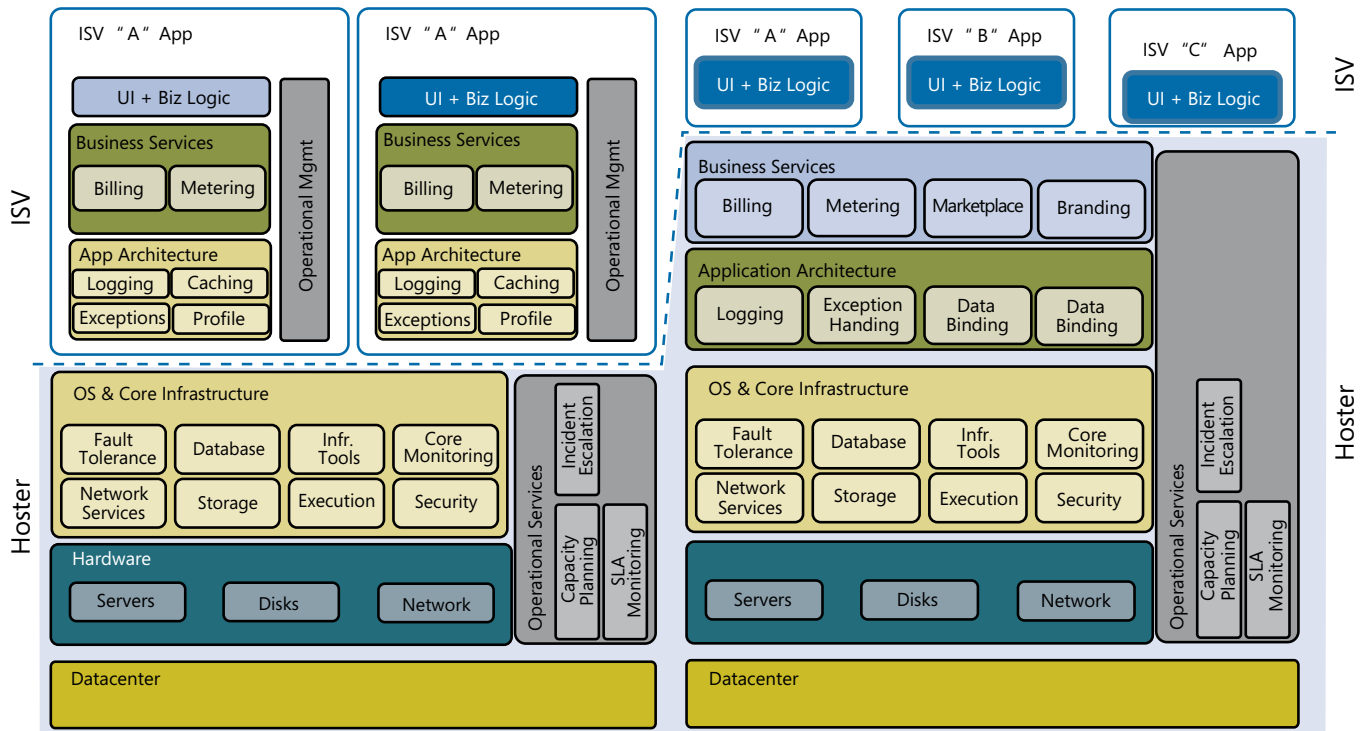 ISV "A" App
UI + Biz Logic
Business Services
Billing
Metering
App Architecture
Logging
Caching
Exceptions
Profile
Operational Mgmt
ISV "A" App
UI + Biz Logic
Business Services
Billing
Metering
App Architecture
Logging
Caching
Exceptions
Profile
Operational Mgmt
ISV
OS & Core Infrastructure
Fault
Tolerance
Database
Infr.
Tools
Core
Monitoring
Network
Services
Storage
Execution
Security
Hardware
Servers
Disks
Network
Operational Services
Incident
Escalation
Capacity
Planning
SLA
Monitoring
Datacenter
Hoster
ISV "A" App
UI + Biz Logic
ISV "B" App
UI + Biz Logic
ISV "C" App
UI + Biz Logic
ISV
Business Services
Billing
Metering
Marketplace
Branding
Application Architecture
Logging
Exception
Handing
Data
Binding
Data
Binding
OS & Core Infrastructure
Fault
Tolerance
Database
Infr.
Tools
Core
Monitoring
Network
Services
Storage
Execution
Security
Servers
Disks
Network
Operational Services
Incident
Escalation
Capacity
Planning
SLA
Monitoring
Datacenter
Hoster